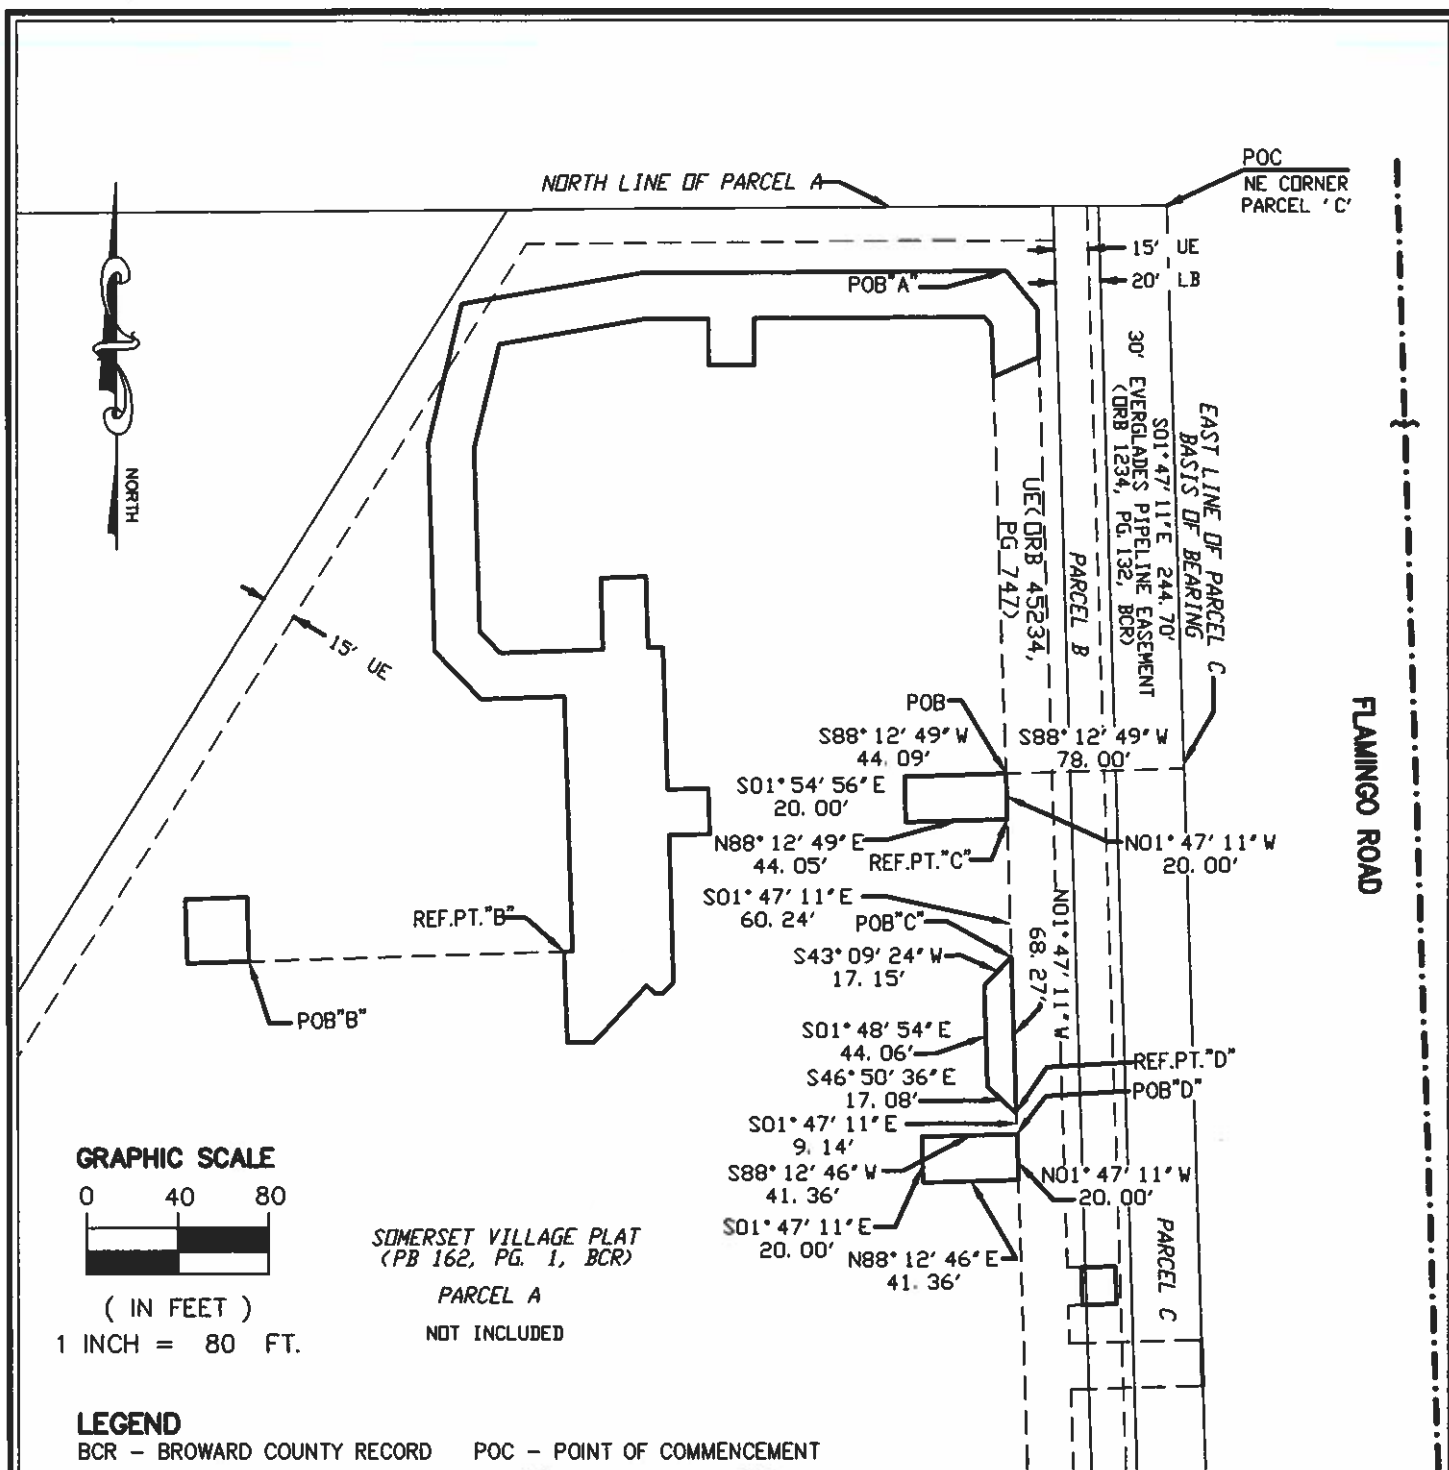 POC
NE CORNER
PARCEL 'C'
NORTH LINE OF PARCEL A
15' UE
20' LB
POB"A"
30' EVERGLADES PIPELINE EASEMENT
(ORB 1234, PG. 132, BCR)
S01°47'11"E 244.70'
BASIS OF BEARING
EAST LINE OF PARCEL C
NORTH
UE(ORB 45234,
PG 747)
PARCEL B
15' UE
FLAMINGO ROAD
POB
S88°12'49"W
44.09'
S88°12'49"W
78.00'
S01°54'56"E
20.00'
N88°12'49"E
44.05'
REF.PT."C"
N01°47'11"W
20.00'
S01°47'11"E
60.24'
POB"C"
REF.PT."B"
N01°47'11"W
68.27'
S43°09'24"W
17.15'
POB"B"
S01°48'54"E
44.06'
S46°50'36"E
17.08'
REF.PT."D"
POB"D"
S01°47'11"E
9.14'
S88°12'46"W
41.36'
N01°47'11"W
20.00'
S01°47'11"E
20.00'
N88°12'46"E
41.36'
PARCEL C
GRAPHIC SCALE
0 40 80
( IN FEET )
1 INCH = 80 FT.
SOMERSET VILLAGE PLAT
(PB 162, PG. 1, BCR)
PARCEL A
NOT INCLUDED
LEGEND
BCR - BROWARD COUNTY RECORD POC - POINT OF COMMENCEMENT